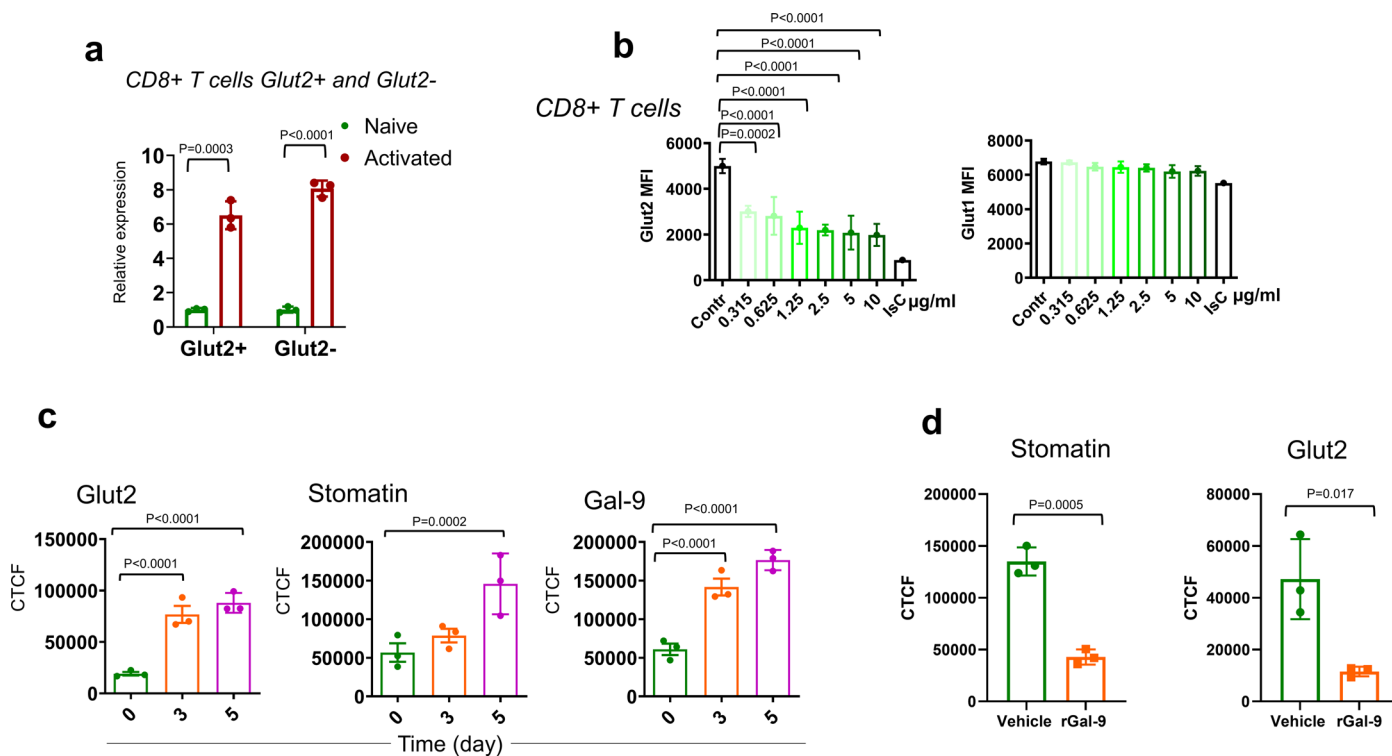 a
CD8+ T cells Glut2+ and Glut2-
Naive
Activated
P=0.0003
P<0.0001
Relative expression
10
8
6
4
2
0
Glut2+
Glut2-
b
CD8+ T cells
P<0.0001
P<0.0001
P<0.0001
P<0.0001
P<0.0001
P=0.0002
Glut2 MFI
6000
4000
2000
0
Contr
0.315
0.625
1.25
2.5
5
10
IsC
µg/ml
Glut1 MFI
8000
6000
4000
2000
0
Contr
0.315
0.625
1.25
2.5
5
10
IsC
µg/ml
c
Glut2
P<0.0001
P<0.0001
CTCF
150000
100000
50000
0
0
3
5
Stomatin
P=0.0002
CTCF
200000
150000
100000
50000
0
0
3
5
Gal-9
P<0.0001
P<0.0001
CTCF
200000
150000
100000
50000
0
0
3
5
Time (day)
d
Stomatin
P=0.0005
CTCF
200000
150000
100000
50000
0
Vehicle
rGal-9
Glut2
P=0.017
CTCF
80000
60000
40000
20000
0
Vehicle
rGal-9